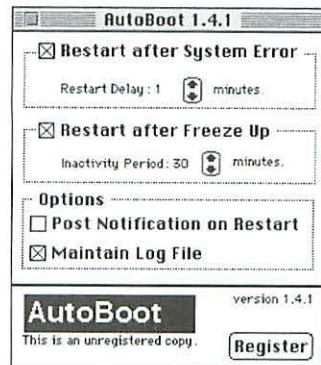 AutoBoot 1.4.1
Restart after System Error
Restart Delay : 1 minutes.
Restart after Freeze Up
Inactivity Period : 30 minutes.
Options
Post Notification on Restart
Maintain Log File
AutoBoot
version 1.4.1
This is an unregistered copy.
Register